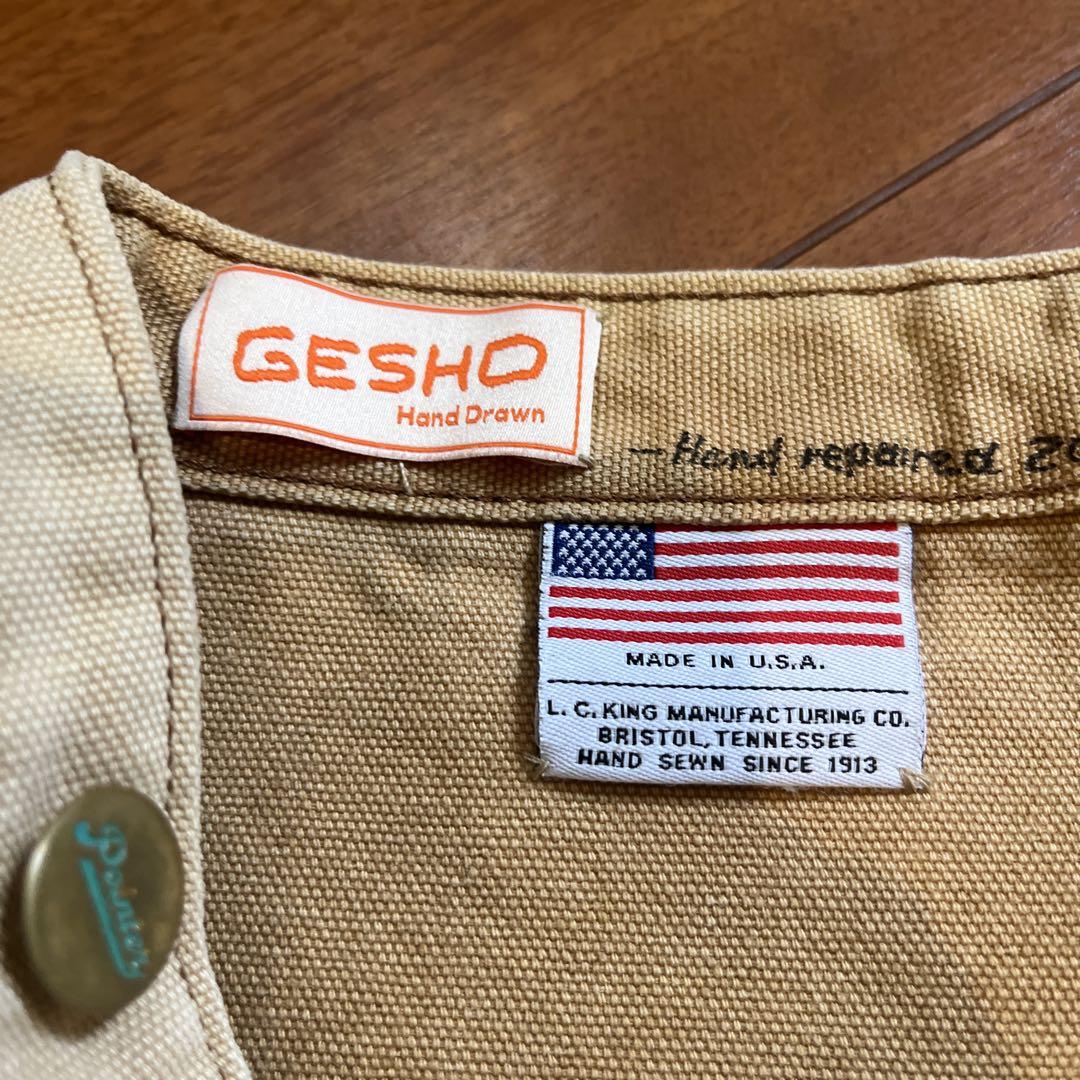 GESHO
Hand Drawn
-Hand repaired
MADE IN U.S.A.
L. C. KING MANUFACTURING CO.
BRISTOL, TENNESSEE
HAND SEWN SINCE 1913
Pointer